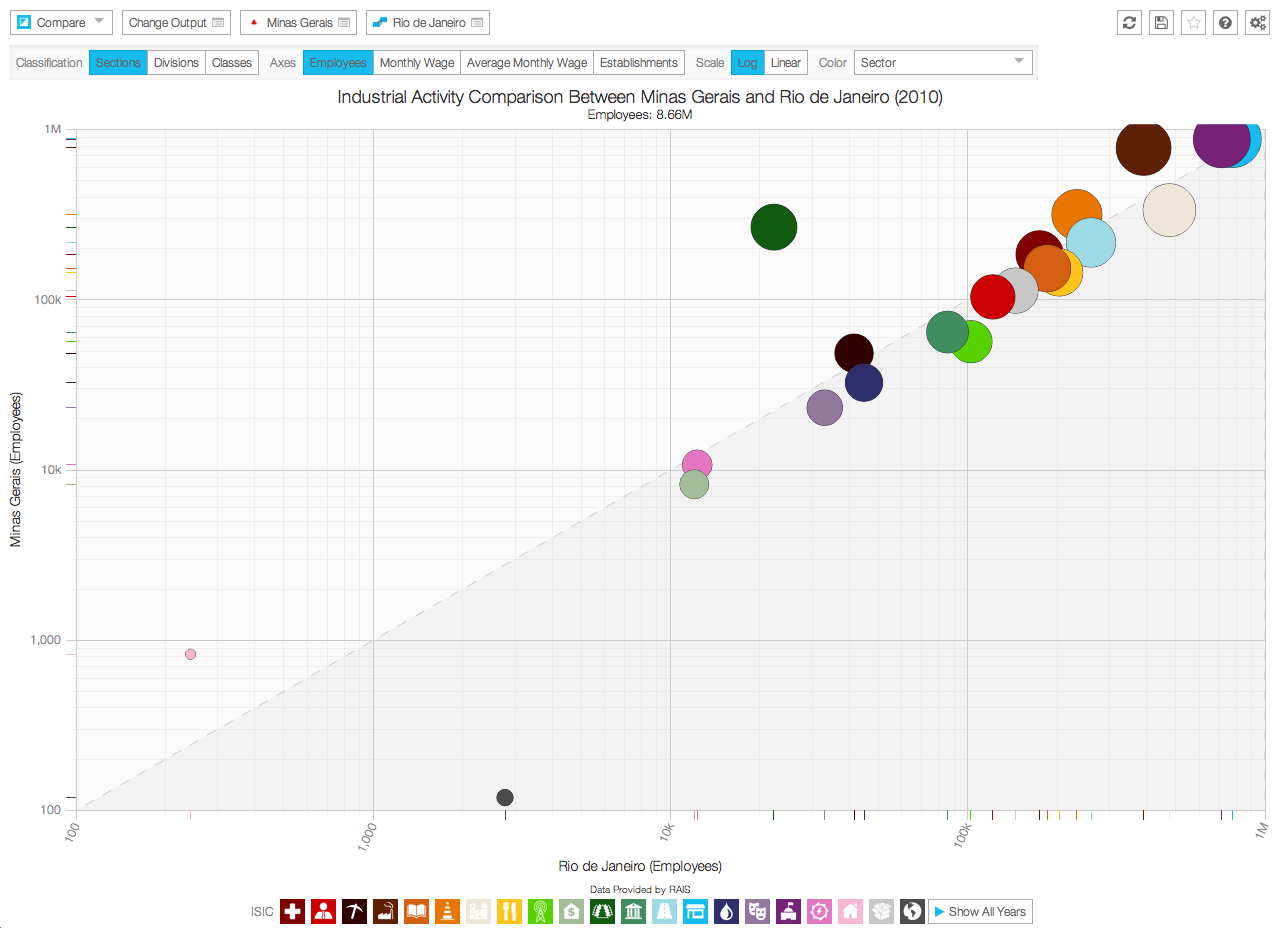 Compare Change Output Minas Gerais Rio de Janeiro
Classification Sections Divisions Classes Axes Employees Monthly Wage Average Monthly Wage Establishments Scale Log Linear Color Sector
Industrial Activity Comparison Between Minas Gerais and Rio de Janeiro (2010)
Employees: 8.66M
1M
100k
10k
1,000
100
Minas Gerais (Employees)
100 1,000 10k 100k 1M
Rio de Janeiro (Employees)
Data Provided by RAIS
ISIC Show All Years